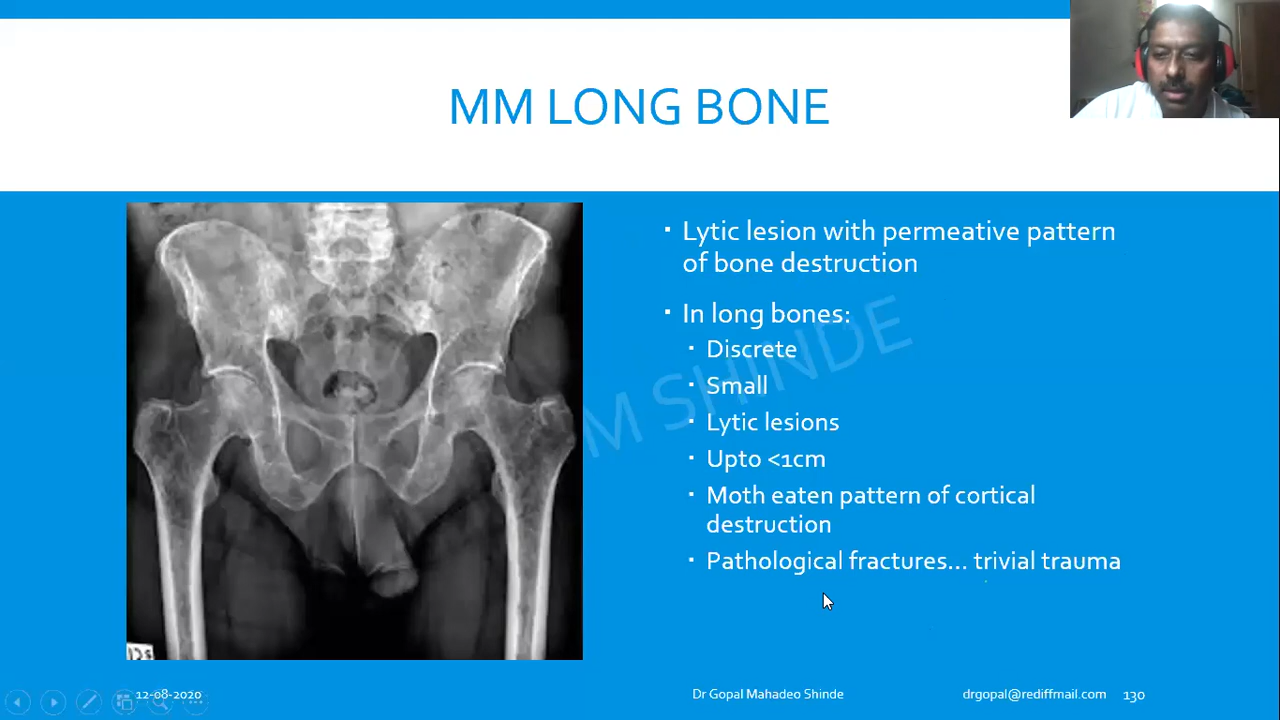 MM LONG BONE
Lytic lesion with permeative pattern
of bone destruction
In long bones:
Discrete
Small
Lytic lesions
Upto <1cm
Moth eaten pattern of cortical
destruction
Pathological fractures... trivial trauma
M SHINDE
12-08-2020
Dr Gopal Mahadeo Shinde
drgopal@rediffmail.com
130